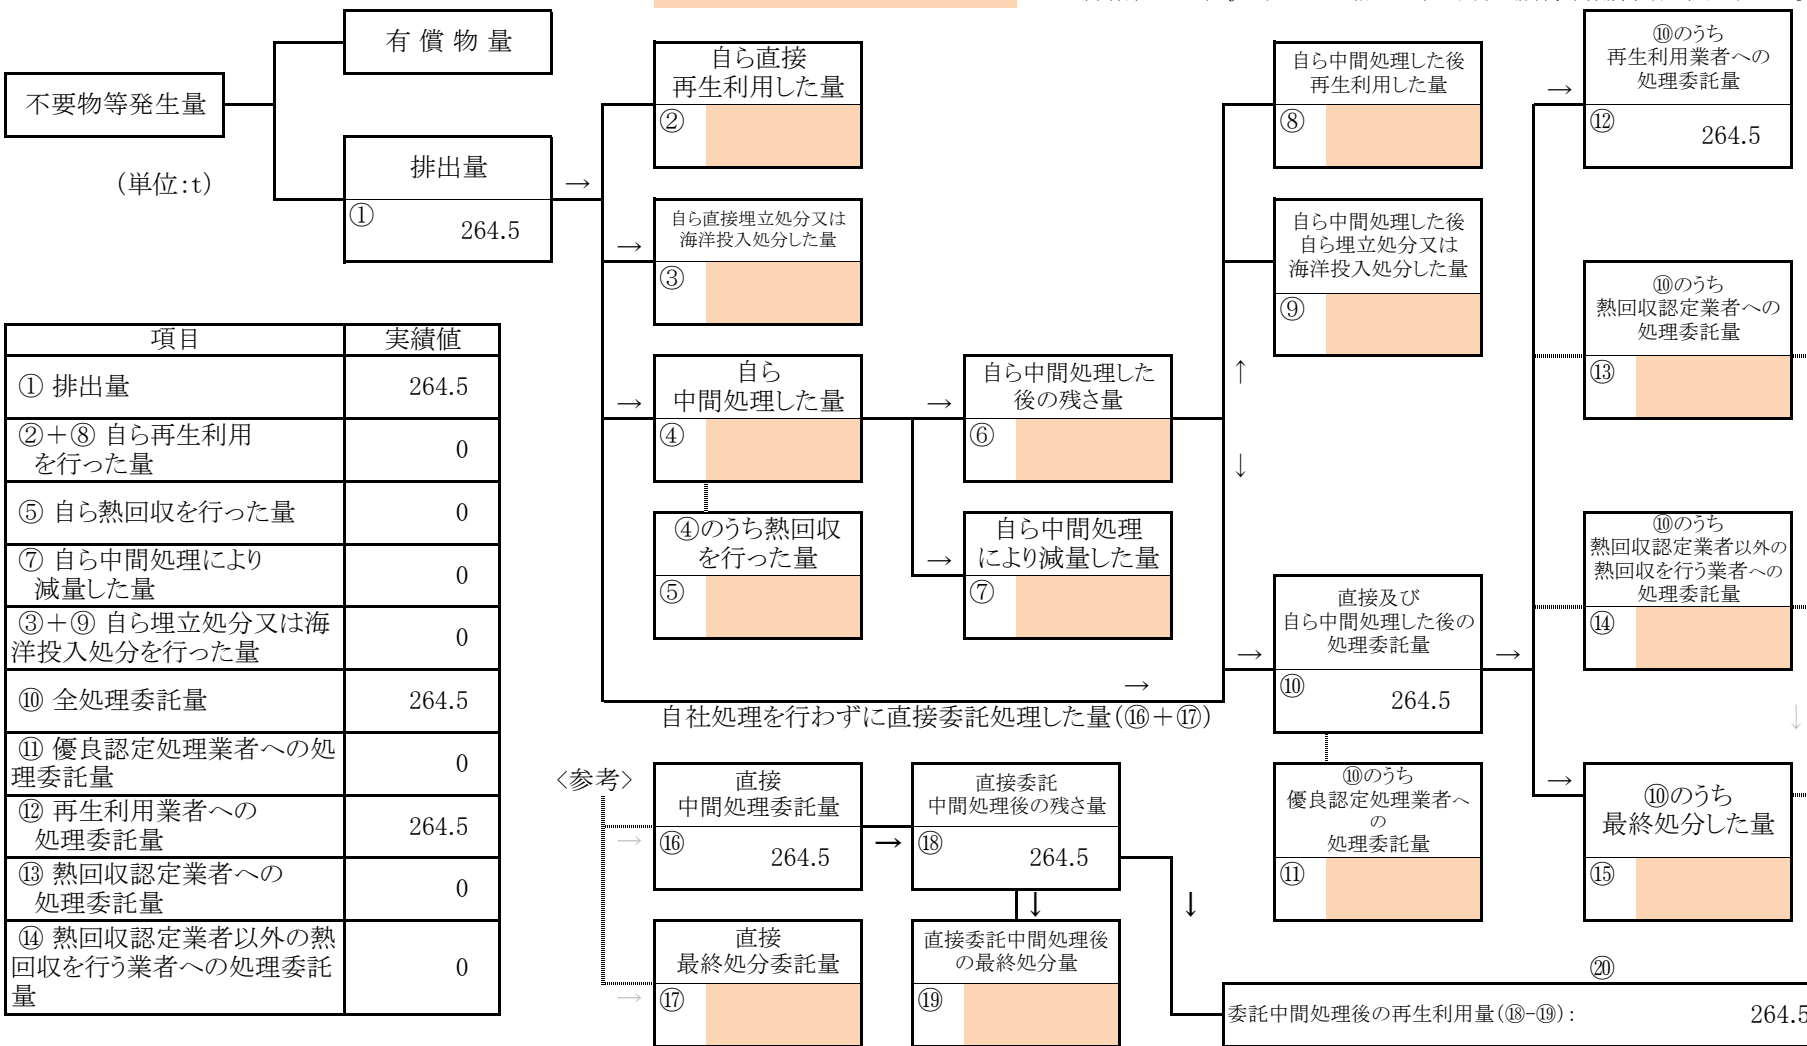 有 償 物 量
不要物等発生量
(単位:t)
排出量
①
264.5
→
自ら直接
再生利用した量
②
→
自ら直接埋立処分又は
海洋投入処分した量
③
→
自ら
中間処理した量
④
④のうち熱回収
を行った量
⑤
→
自ら中間処理した
後の残さ量
⑥
→
自ら中間処理
により減量した量
⑦
自ら中間処理した後
再生利用した量
⑧
自ら中間処理した後
自ら埋立処分又は
海洋投入処分した量
⑨
↑
↓
→
自社処理を行わずに直接委託処理した量(⑯+⑰)
→
直接及び
自ら中間処理した後の
処理委託量
⑩
264.5
→
⑩のうち
優良認定処理業者へ
の
処理委託量
⑪
→
⑩のうち
再生利用業者への
処理委託量
⑫
264.5
⑩のうち
熱回収認定業者への
処理委託量
⑬
⑩のうち
熱回収認定業者以外の
熱回収を行う業者への
処理委託量
⑭
↓
→
⑩のうち
最終処分した量
⑮
項目 実績値
① 排出量 264.5
②+⑧ 自ら再生利用
を行った量 0
⑤ 自ら熱回収を行った量 0
⑦ 自ら中間処理により
減量した量 0
③+⑨ 自ら埋立処分又は海
洋投入処分を行った量 0
⑩ 全処理委託量 264.5
⑪ 優良認定処理業者への処
理委託量 0
⑫ 再生利用業者への
処理委託量 264.5
⑬ 熱回収認定業者への
処理委託量 0
⑭ 熱回収認定業者以外の熱
回収を行う業者への処理委託
量 0
<参考>
→
直接
中間処理委託量
⑯
264.5
→
直接委託
中間処理後の残さ量
⑱
264.5
↓
↓
→
直接
最終処分委託量
⑰
直接委託中間処理後
の最終処分量
⑲
⑳
委託中間処理後の再生利用量(⑱-⑲): 264.5